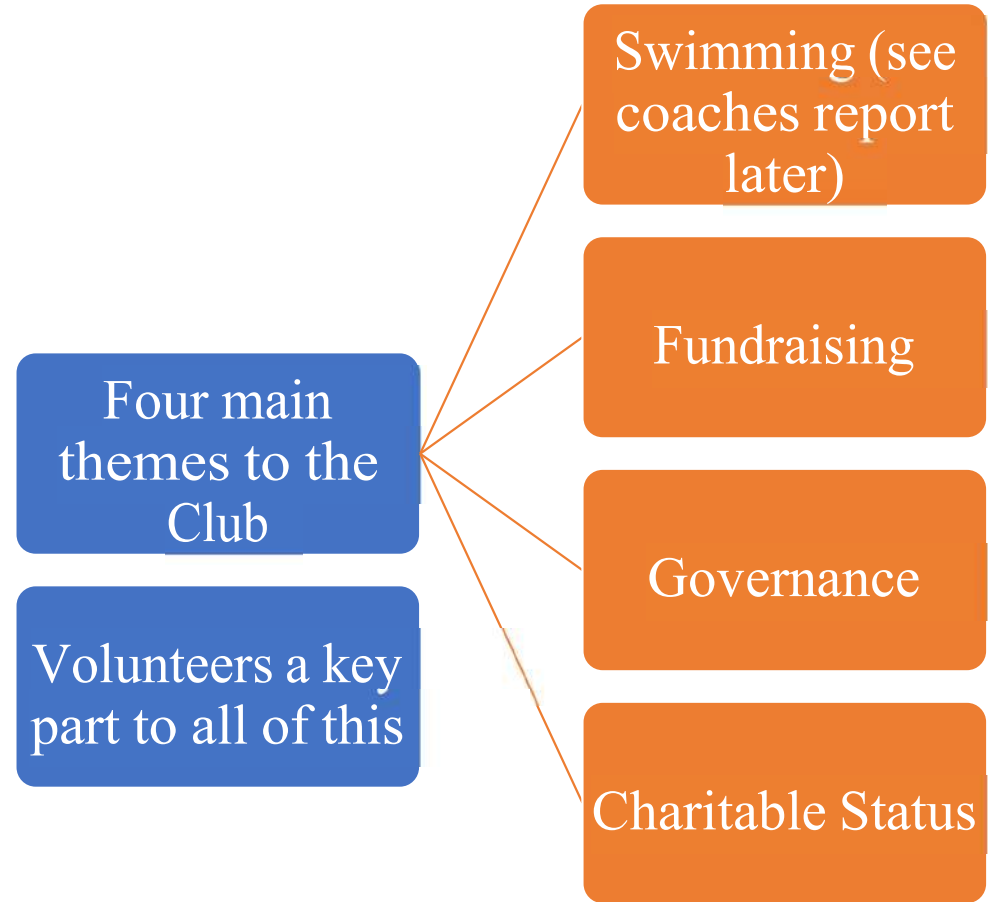 Swimming (see
coaches report
later)
Fundraising
Four main
themes to the
Club
Governance
Volunteers a key
part to all of this
Charitable Status